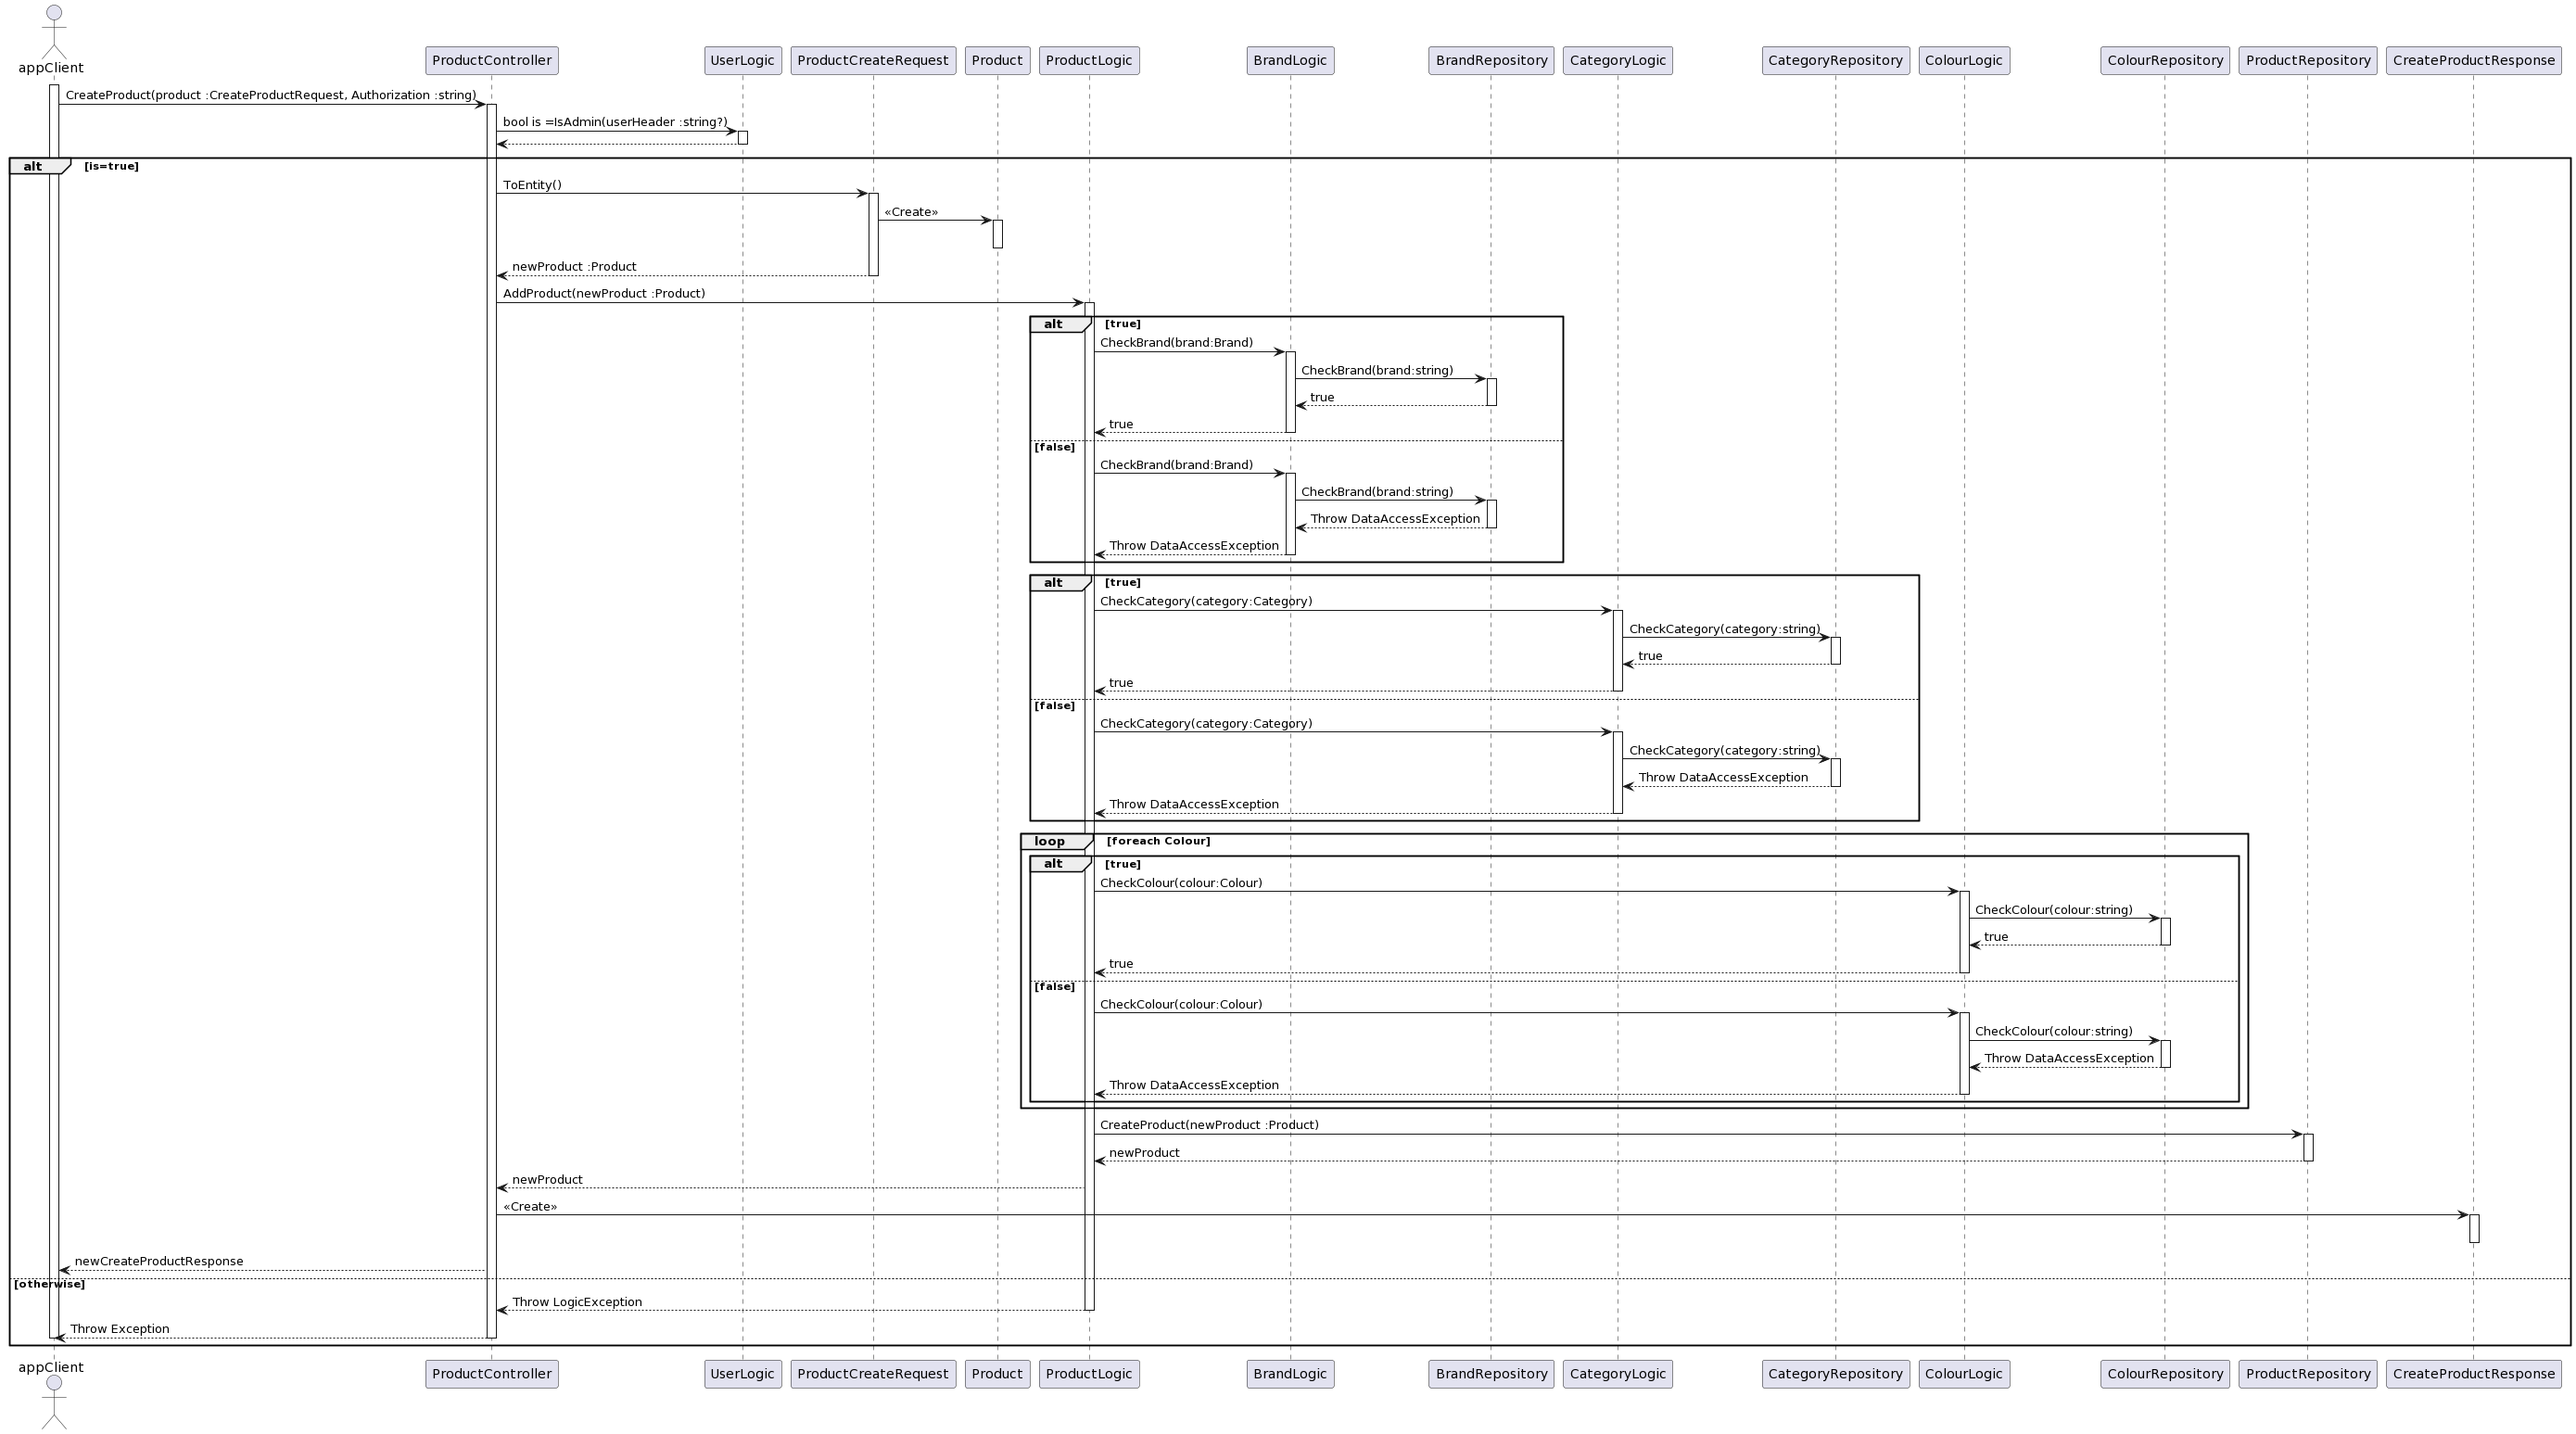 appClient
ProductController
UserLogic
ProductCreateRequest
Product
ProductLogic
BrandLogic
BrandRepository
CategoryLogic
CategoryRepository
ColourLogic
ColourRepository
ProductRepository
CreateProductResponse
CreateProduct(product :CreateProductRequest, Authorization :string)
bool is =IsAdmin(userHeader :string?)
alt [is=true]
ToEntity()
«Create»
newProduct :Product
AddProduct(newProduct :Product)
alt [true]
CheckBrand(brand:Brand)
CheckBrand(brand:string)
true
true
[false]
CheckBrand(brand:Brand)
CheckBrand(brand:string)
Throw DataAccessException
Throw DataAccessException
alt [true]
CheckCategory(category:Category)
CheckCategory(category:string)
true
true
[false]
CheckCategory(category:Category)
CheckCategory(category:string)
Throw DataAccessException
Throw DataAccessException
loop [foreach Colour]
alt [true]
CheckColour(colour:Colour)
CheckColour(colour:string)
true
true
[false]
CheckColour(colour:Colour)
CheckColour(colour:string)
Throw DataAccessException
Throw DataAccessException
CreateProduct(newProduct :Product)
newProduct
newProduct
«Create»
newCreateProductResponse
[otherwise]
Throw LogicException
Throw Exception
appClient
ProductController
UserLogic
ProductCreateRequest
Product
ProductLogic
BrandLogic
BrandRepository
CategoryLogic
CategoryRepository
ColourLogic
ColourRepository
ProductRepository
CreateProductResponse